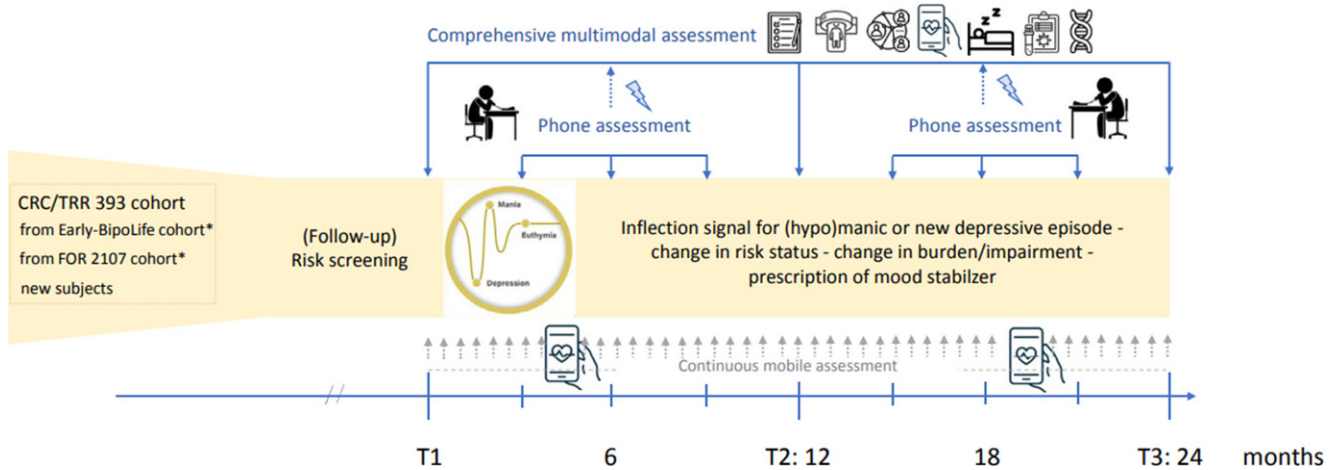 Comprehensive multimodal assessment
z z
Phone assessment
Phone assessment
CRC/TRR 393 cohort
from Early-BipoLife cohort*
from FOR 2107 cohort*
new subjects
(Follow-up)
Risk screening
Mania
Euthymia
Depression
Inflection signal for (hypo)manic or new depressive episode -
change in risk status - change in burden/impairment -
prescription of mood stabilzer
Continuous mobile assessment
T1
6
T2: 12
18
T3: 24
months